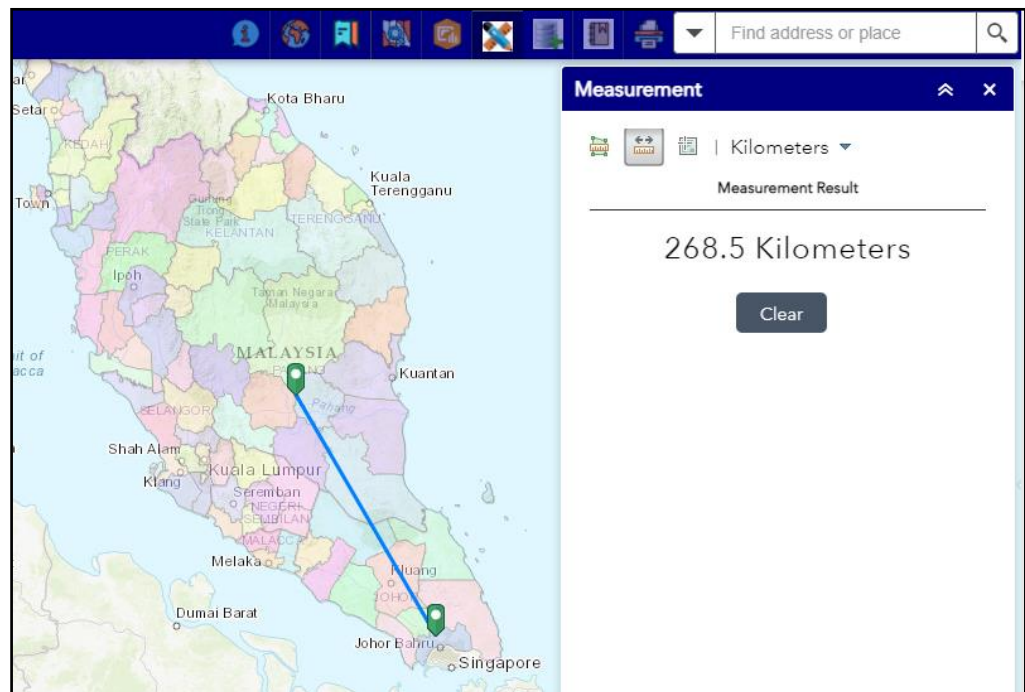 Find address or place
Measurement
| Kilometers
Measurement Result
268.5 Kilometers
Clear
Kota Bharu
Setar
KEDAH
Kuala
Terengganu
Town
Tiong
State Park
TERENGGANU
KELANTAN
PERAK
Ipoh
Taman Negara
Malaysia
MALAYSIA
Kuantan
Pahang
SELANGOR
Shah Alam
Klang
Kuala Lumpur
Seremban
NEGERI
SEMBILAN
MALACCA
Melaka
Kluang
JOHOR
Dumai Barat
Johor Bahru
Singapore